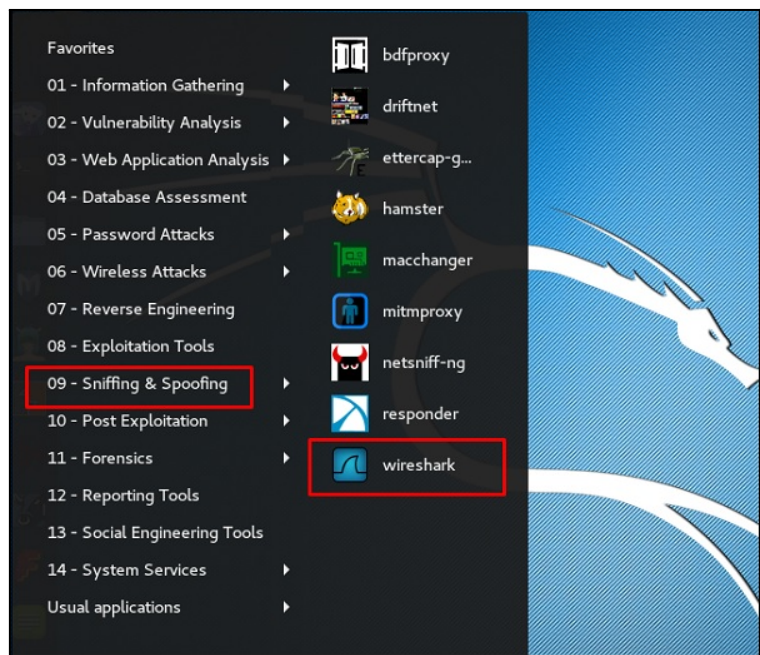 Favorites
01 - Information Gathering
02 - Vulnerability Analysis
03 - Web Application Analysis
04 - Database Assessment
05 - Password Attacks
06 - Wireless Attacks
07 - Reverse Engineering
08 - Exploitation Tools
09 - Sniffing & Spoofing
10 - Post Exploitation
11 - Forensics
12 - Reporting Tools
13 - Social Engineering Tools
14 - System Services
Usual applications
bdfproxy
driftnet
ettercap-g...
hamster
macchanger
mitmproxy
netsniff-ng
responder
wireshark